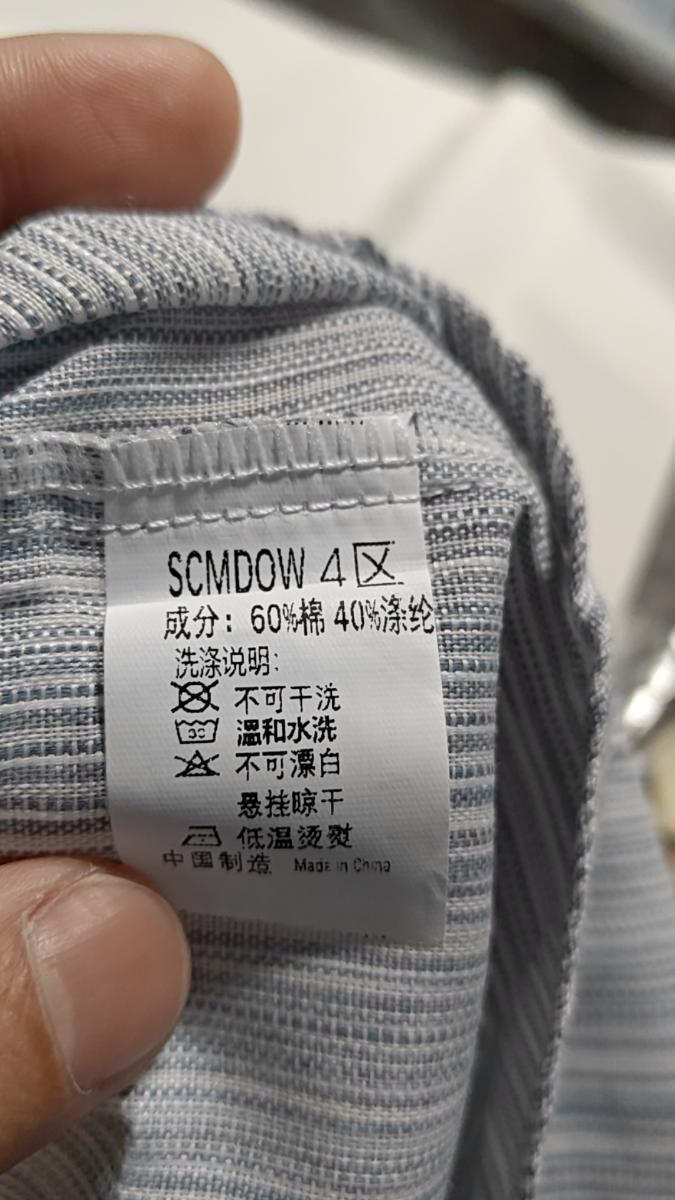 SCMDOW 4区
成分：60%棉 40%涤纶
洗涤说明:
不可干洗
30 溫和水洗
不可漂白
悬挂晾干
低温烫熨
中国制造 Made in China